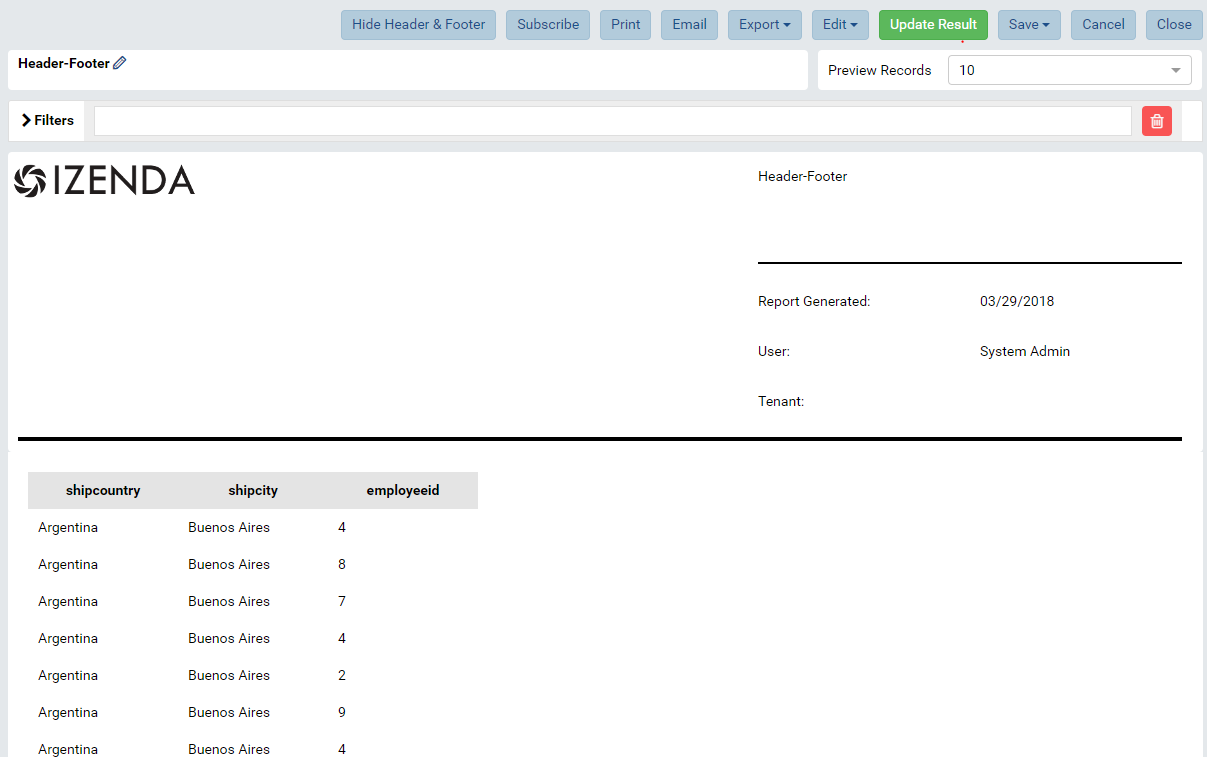 Hide Header & Footer Subscribe Print Email Export Edit Update Result Save Cancel Close
Header-Footer Preview Records 10
Filters
IZENDA
Header-Footer
Report Generated: 03/29/2018
User: System Admin
Tenant:
shipcountry shipcity employeeid
Argentina Buenos Aires 4
Argentina Buenos Aires 8
Argentina Buenos Aires 7
Argentina Buenos Aires 4
Argentina Buenos Aires 2
Argentina Buenos Aires 9
Argentina Buenos Aires 4